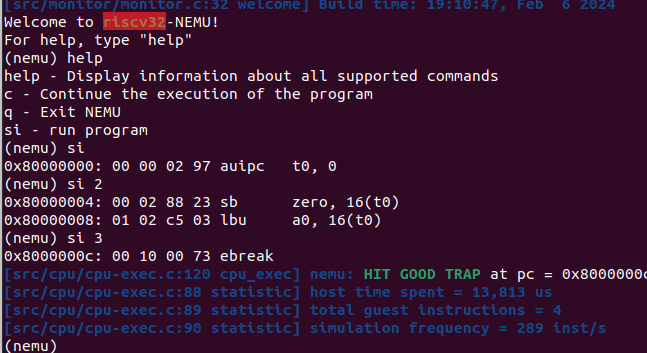 [src/monitor/monitor.c:32 welcome] Build time: 19:10:47, Feb  6 2024
Welcome to riscv32-NEMU!
For help, type "help"
(nemu) help
help - Display information about all supported commands
c - Continue the execution of the program
q - Exit NEMU
si - run program
(nemu) si
0x80000000: 00 00 02 97 auipc   t0, 0
(nemu) si 2
0x80000004: 00 02 88 23 sb      zero, 16(t0)
0x80000008: 01 02 c5 03 lbu     a0, 16(t0)
(nemu) si 3
0x8000000c: 00 10 00 73 ebreak
[src/cpu/cpu-exec.c:120 cpu_exec] nemu: HIT GOOD TRAP at pc = 0x8000000c
[src/cpu/cpu-exec.c:88 statistic] host time spent = 13,813 us
[src/cpu/cpu-exec.c:89 statistic] total guest instructions = 4
[src/cpu/cpu-exec.c:90 statistic] simulation frequency = 289 inst/s
(nemu)